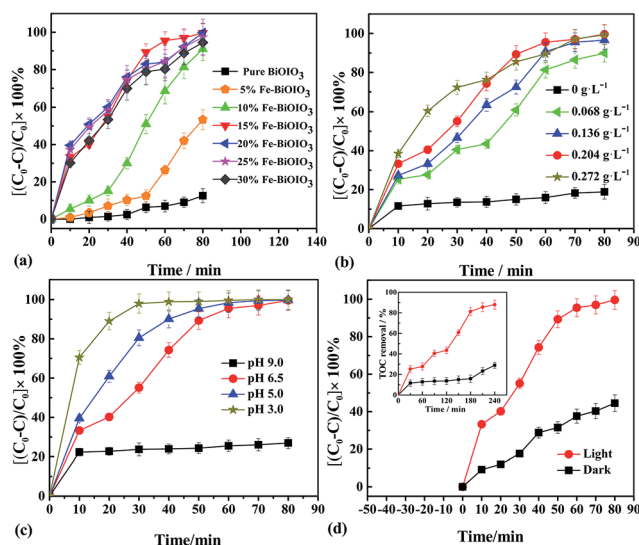 [(C₀-C)/C₀]× 100%
100
80
60
40
20
0
Pure BiOIO₃
5% Fe-BiOIO₃
10% Fe-BiOIO₃
15% Fe-BiOIO₃
20% Fe-BiOIO₃
25% Fe-BiOIO₃
30% Fe-BiOIO₃
0 20 40 60 80 100 120 140
(a)
Time / min
[(C₀-C)/C₀]× 100%
100
80
60
40
20
0
0 g·L⁻¹
0.068 g·L⁻¹
0.136 g·L⁻¹
0.204 g·L⁻¹
0.272 g·L⁻¹
0 10 20 30 40 50 60 70 80 90
(b)
Time / min
[(C₀-C)/C₀]× 100%
100
80
60
40
20
0
pH 9.0
pH 6.5
pH 5.0
pH 3.0
0 10 20 30 40 50 60 70 80 90
(c)
Time/min
[(C₀-C)/C₀]× 100%
100
80
60
40
20
0
TOC removal / %
100
80
60
40
20
0
0 60 120 180 240
Time / min
Light
Dark
-50-40-30-20-10 0 10 20 30 40 50 60 70 80 90
(d)
Time/min